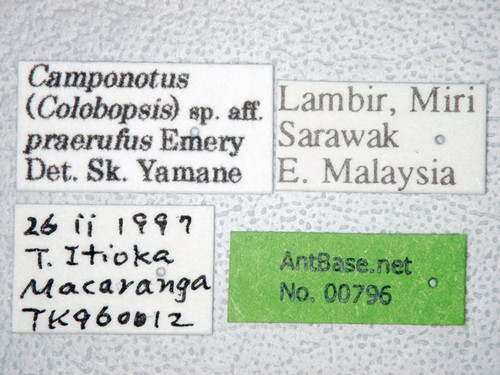 Camponotus
(Colobopsis) sp. aff.
praerufus Emery
Det. Sk. Yamane
Lambir, Miri
Sarawak
E. Malaysia
26 ii 1997
T. Itioka
Macaranga
TK960012
AntBase.net
No. 00796